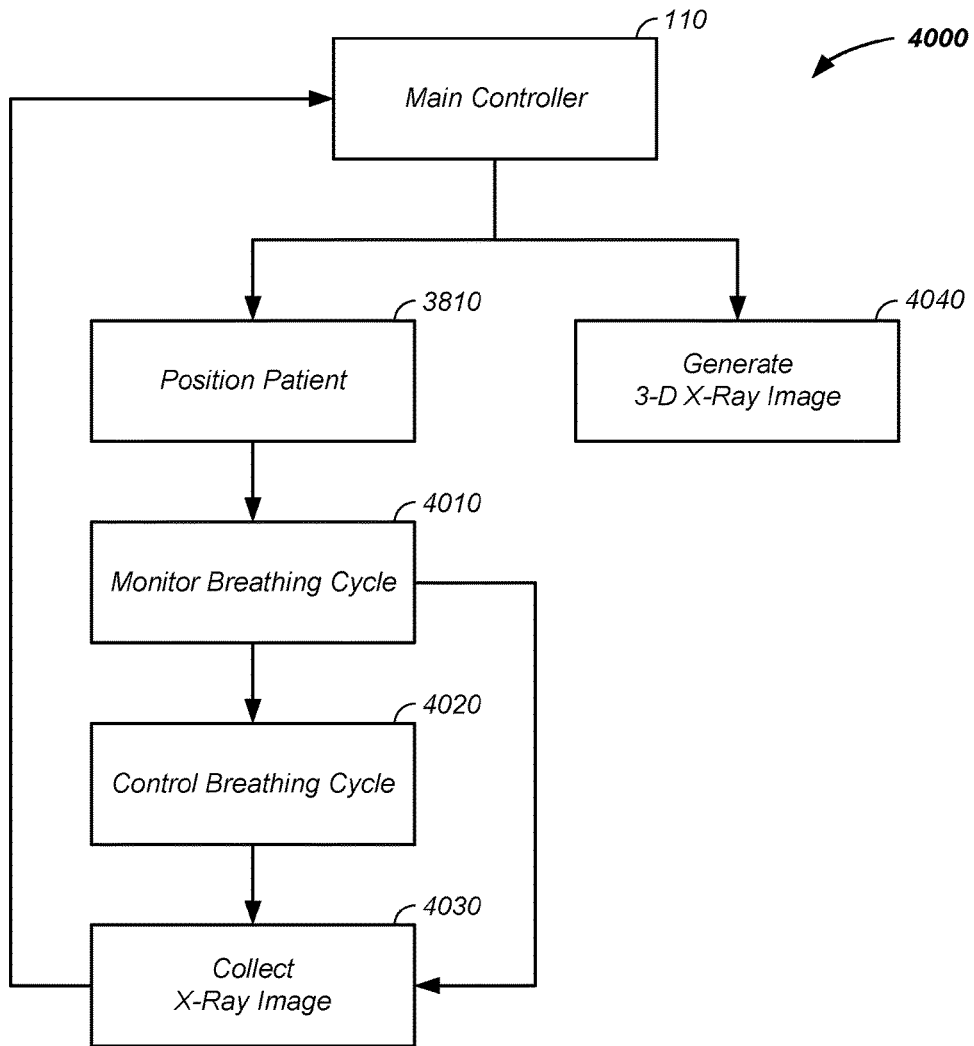 110
4000
Main Controller
3810
4040
Position Patient
Generate
3-D X-Ray Image
4010
Monitor Breathing Cycle
4020
Control Breathing Cycle
4030
Collect
X-Ray Image